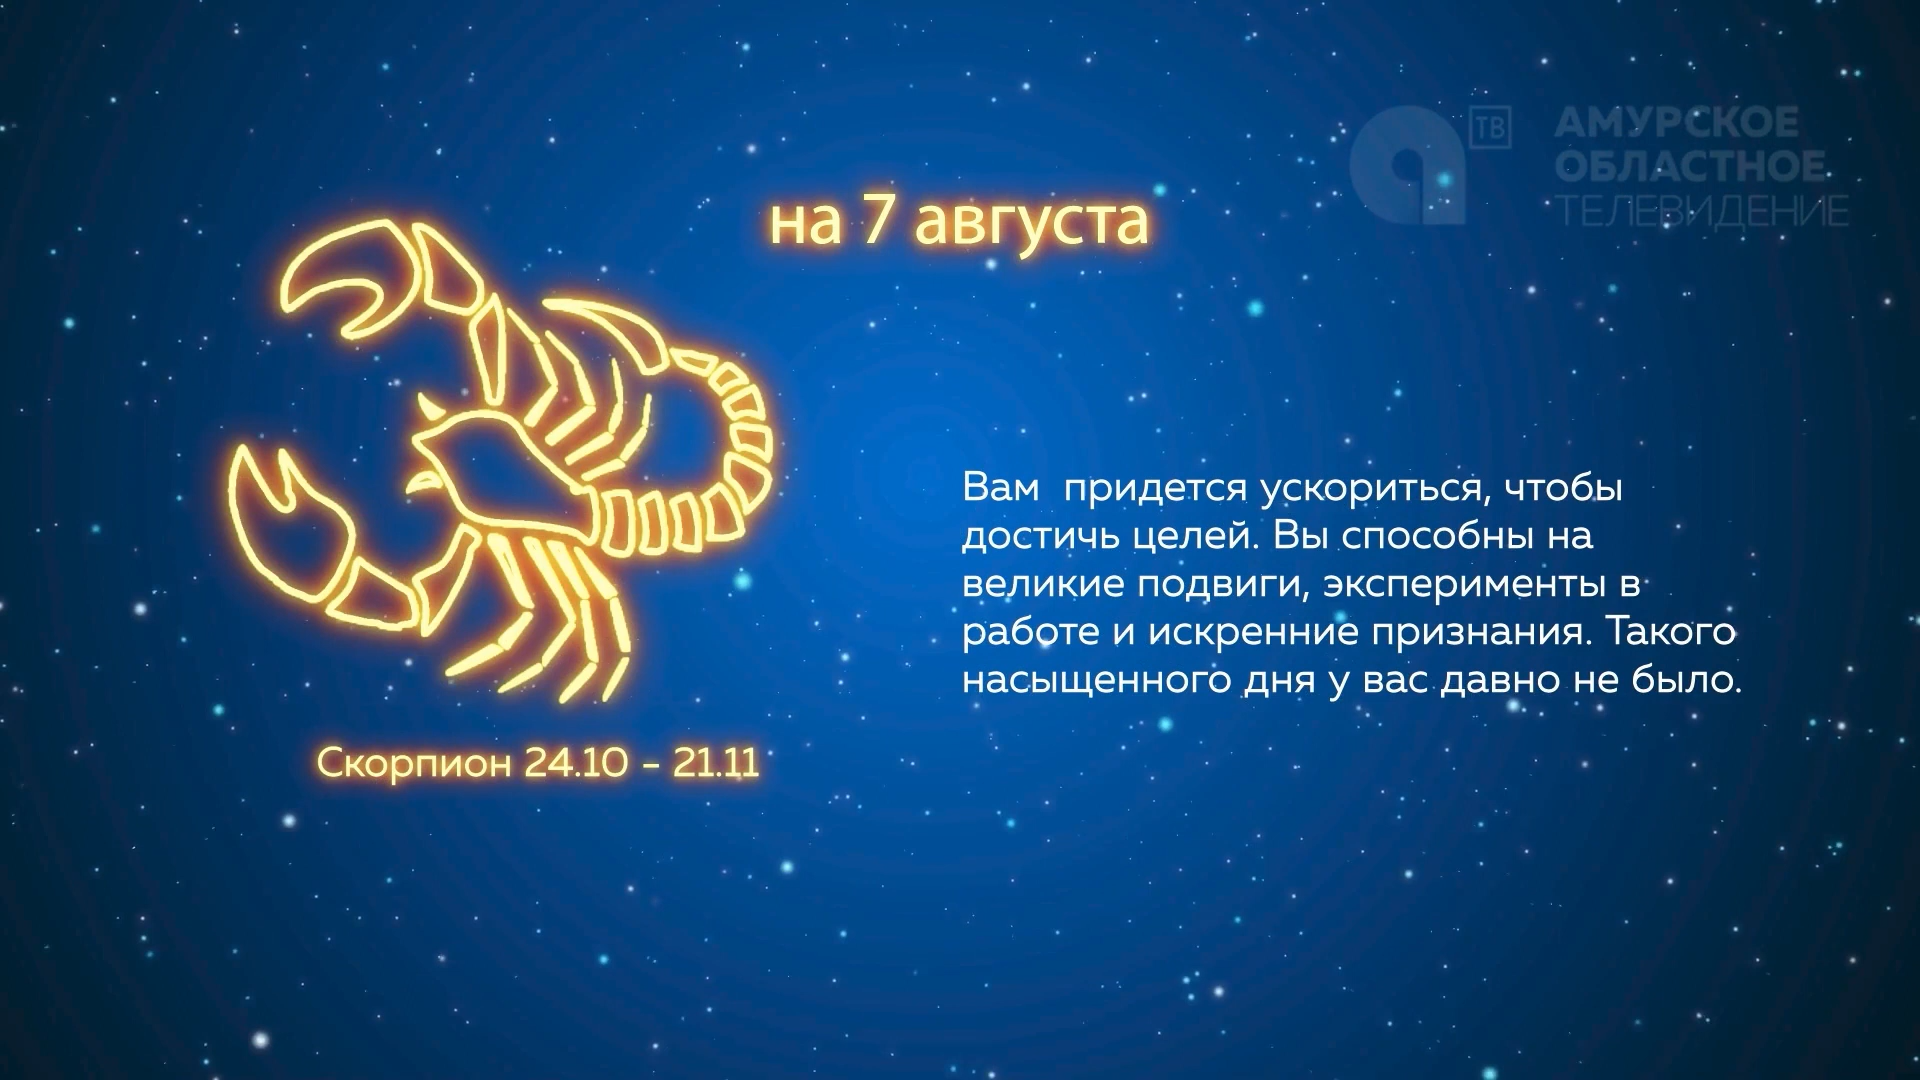 ТВ
АМУРСКОЕ
ОБЛАСТНОЕ
ТЕЛЕВИДЕНИЕ
на 7 августа
Вам  придется ускориться, чтобы
достичь целей. Вы способны на
великие подвиги, эксперименты в
работе и искренние признания. Такого
насыщенного дня у вас давно не было.
Скорпион 24.10 - 21.11